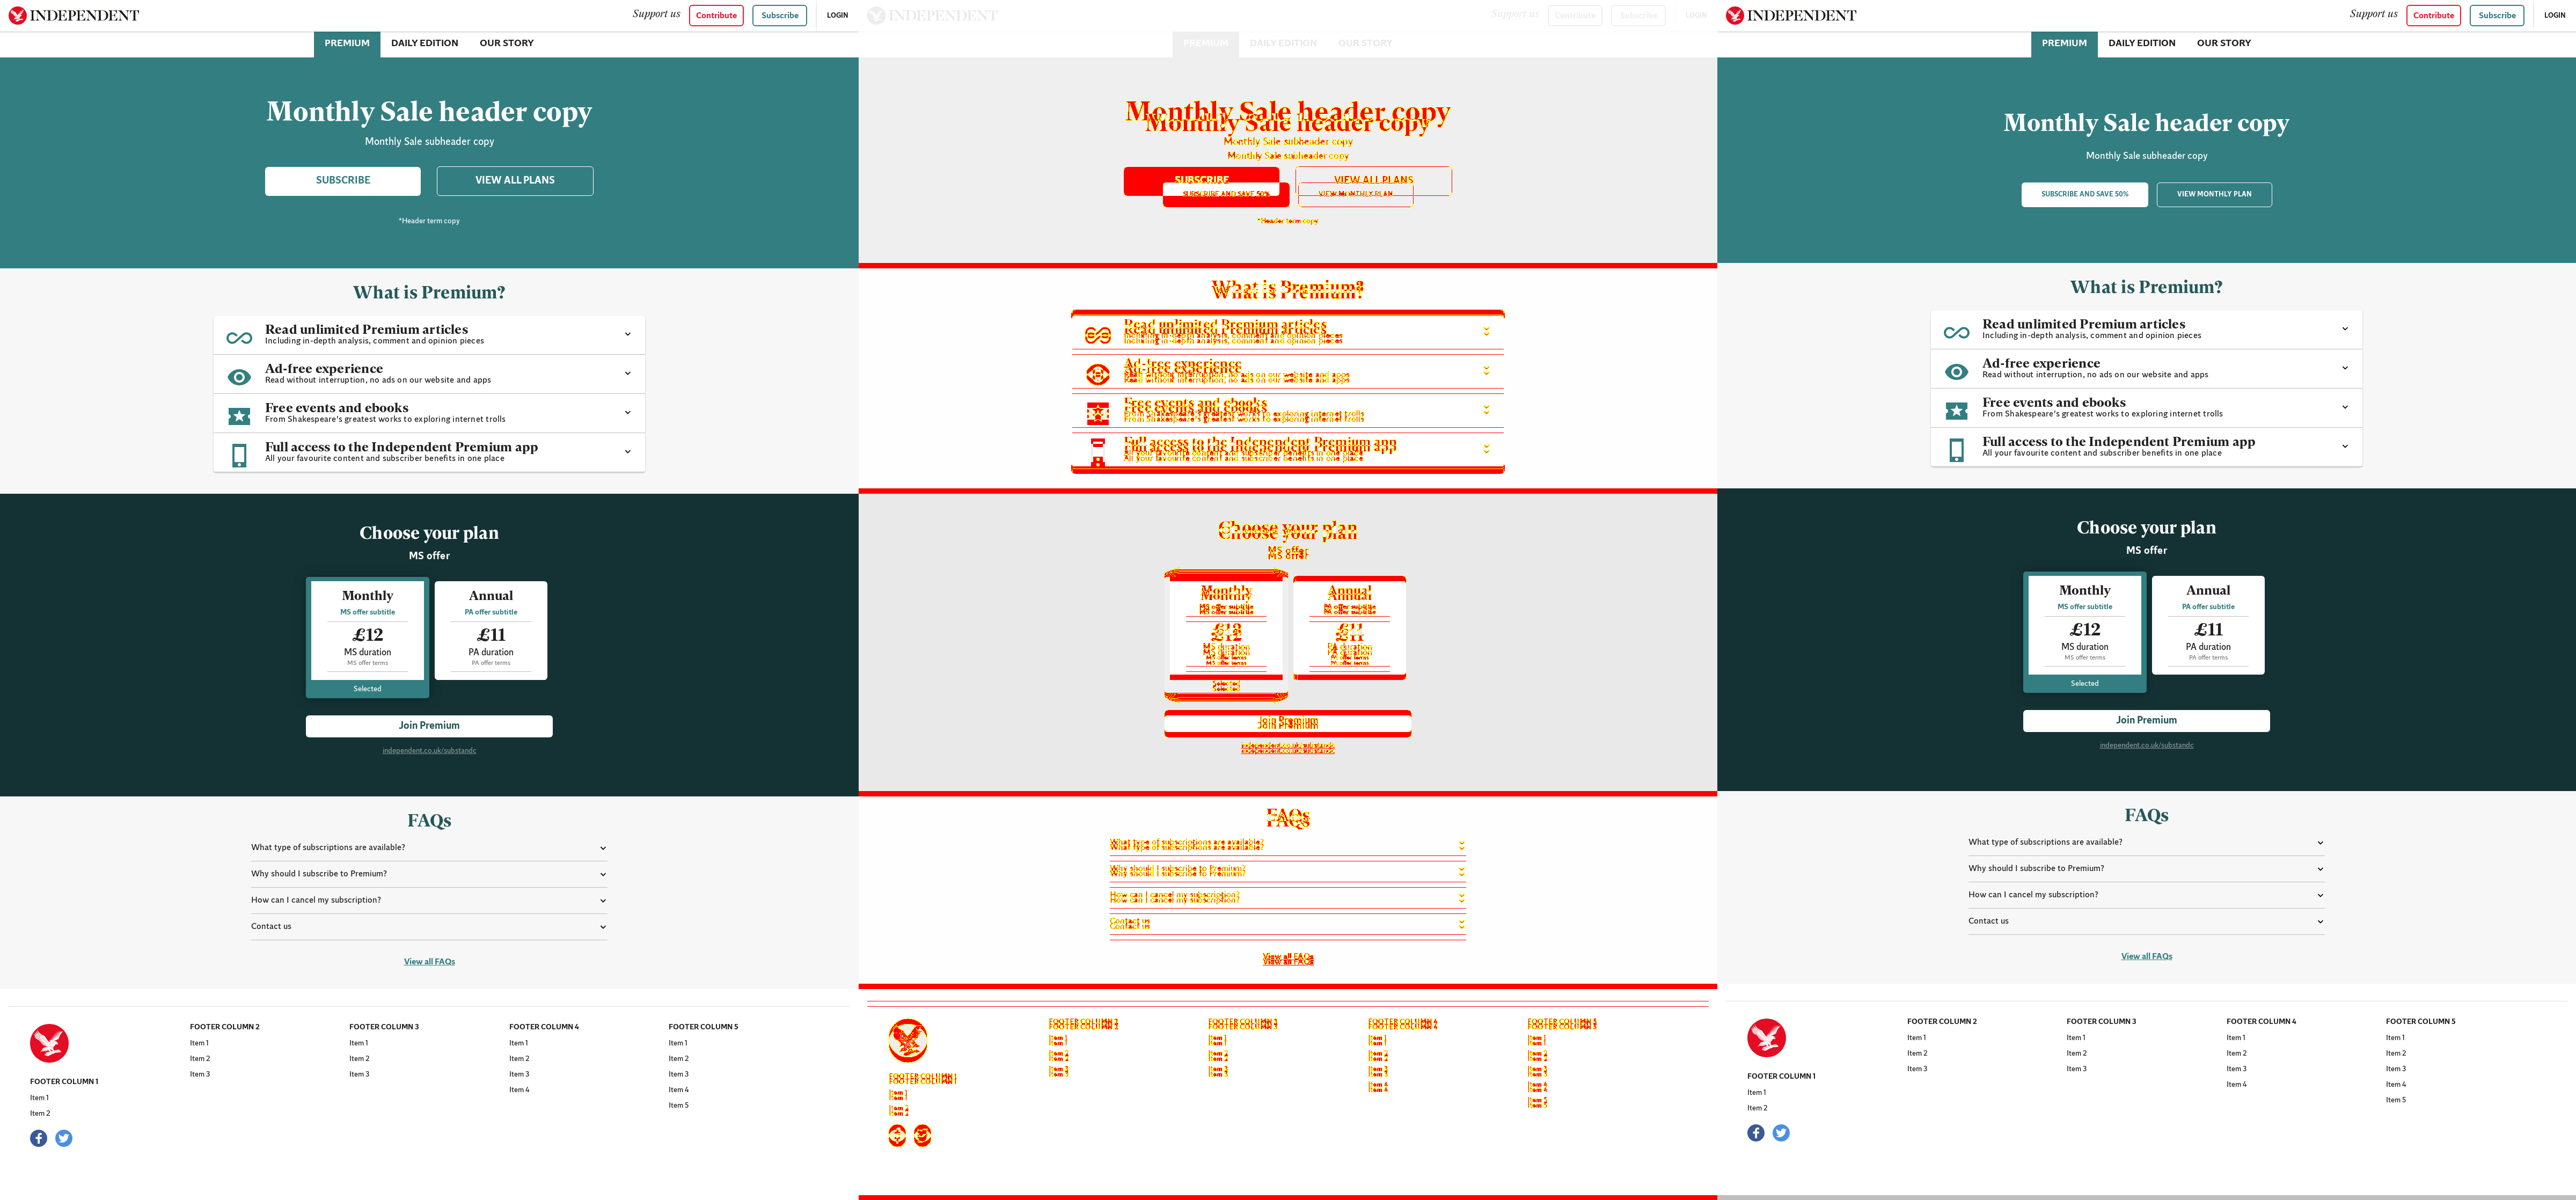 INDEPENDENT
Support us
Contribute
Subscribe
LOGIN
PREMIUM
DAILY EDITION
OUR STORY
Monthly Sale header copy
Monthly Sale subheader copy
SUBSCRIBE
VIEW ALL PLANS
*Header term copy
What is Premium?
Read unlimited Premium articles
Including in-depth analysis, comment and opinion pieces
Ad-free experience
Read without interruption, no ads on our website and apps
Free events and ebooks
From Shakespeare's greatest works to exploring internet trolls
Full access to the Independent Premium app
All your favourite content and subscriber benefits in one place
Choose your plan
MS offer
Monthly
MS offer subtitle
£12
MS duration
MS offer terms
Selected
Annual
PA offer subtitle
£11
PA duration
PA offer terms
Join Premium
independent.co.uk/substandc
FAQs
What type of subscriptions are available?
Why should I subscribe to Premium?
How can I cancel my subscription?
Contact us
View all FAQs
FOOTER COLUMN 1
Item 1
Item 2
FOOTER COLUMN 2
Item 1
Item 2
Item 3
FOOTER COLUMN 3
Item 1
Item 2
Item 3
FOOTER COLUMN 4
Item 1
Item 2
Item 3
Item 4
FOOTER COLUMN 5
Item 1
Item 2
Item 3
Item 4
Item 5
INDEPENDENT
Support us
Contribute
Subscribe
LOGIN
PREMIUM
DAILY EDITION
OUR STORY
Monthly Sale header copy
Monthly Sale header copy
Monthly Sale subheader copy
Monthly Sale subheader copy
SUBSCRIBE
VIEW ALL PLANS
SUBSCRIBE AND SAVE 50%
VIEW MONTHLY PLAN
*Header term copy
What is Premium?
Read unlimited Premium articles
Including in-depth analysis, comment and opinion pieces
Ad-free experience
Read without interruption, no ads on our website and apps
Free events and ebooks
From Shakespeare's greatest works to exploring internet trolls
Full access to the Independent Premium app
All your favourite content and subscriber benefits in one place
Choose your plan
MS offer
Monthly
MS offer subtitle
£12
MS duration
Annual
PA offer subtitle
£11
PA duration
Join Premium
FAQs
What type of subscriptions are available?
Why should I subscribe to Premium?
How can I cancel my subscription?
Contact us
View all FAQs
FOOTER COLUMN 1
Item 1
Item 2
FOOTER COLUMN 2
Item 1
Item 2
Item 3
FOOTER COLUMN 3
Item 1
Item 2
Item 3
FOOTER COLUMN 4
Item 1
Item 2
Item 3
Item 4
FOOTER COLUMN 5
Item 1
Item 2
Item 3
Item 4
Item 5
INDEPENDENT
Support us
Contribute
Subscribe
LOGIN
PREMIUM
DAILY EDITION
OUR STORY
Monthly Sale header copy
Monthly Sale subheader copy
SUBSCRIBE AND SAVE 50%
VIEW MONTHLY PLAN
What is Premium?
Read unlimited Premium articles
Including in-depth analysis, comment and opinion pieces
Ad-free experience
Read without interruption, no ads on our website and apps
Free events and ebooks
From Shakespeare's greatest works to exploring internet trolls
Full access to the Independent Premium app
All your favourite content and subscriber benefits in one place
Choose your plan
MS offer
Monthly
MS offer subtitle
£12
MS duration
MS offer terms
Selected
Annual
PA offer subtitle
£11
PA duration
PA offer terms
Join Premium
independent.co.uk/substandc
FAQs
What type of subscriptions are available?
Why should I subscribe to Premium?
How can I cancel my subscription?
Contact us
View all FAQs
FOOTER COLUMN 1
Item 1
Item 2
FOOTER COLUMN 2
Item 1
Item 2
Item 3
FOOTER COLUMN 3
Item 1
Item 2
Item 3
FOOTER COLUMN 4
Item 1
Item 2
Item 3
Item 4
FOOTER COLUMN 5
Item 1
Item 2
Item 3
Item 4
Item 5